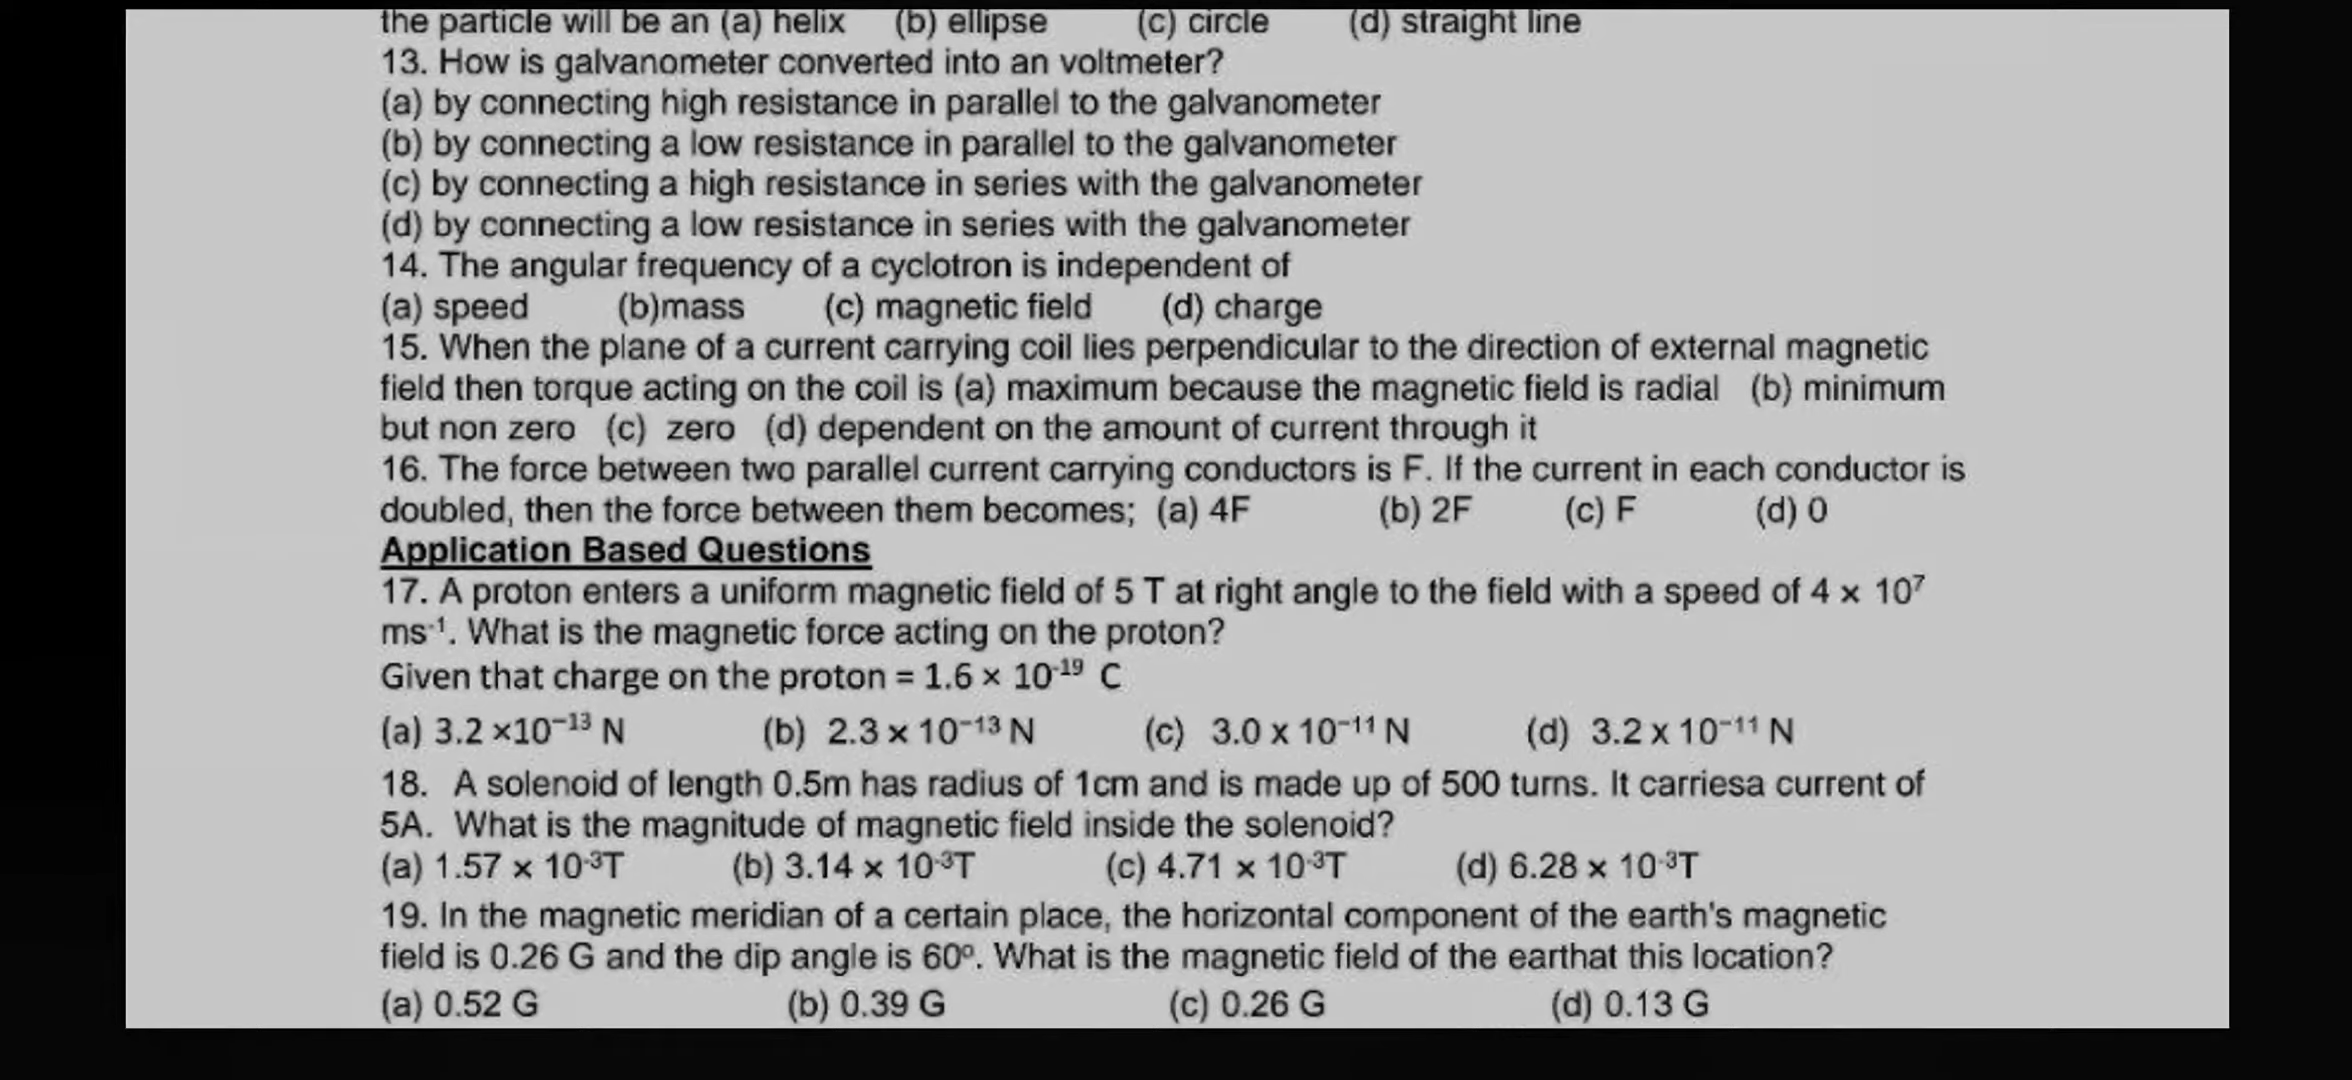 the particle will be an (a) helix (b) ellipse (c) circle (d) straight line
13. How is galvanometer converted into an voltmeter?
(a) by connecting high resistance in parallel to the galvanometer
(b) by connecting a low resistance in parallel to the galvanometer
(c) by connecting a high resistance in series with the galvanometer
(d) by connecting a low resistance in series with the galvanometer
14. The angular frequency of a cyclotron is independent of
(a) speed (b)mass (c) magnetic field (d) charge
15. When the plane of a current carrying coil lies perpendicular to the direction of external magnetic
field then torque acting on the coil is (a) maximum because the magnetic field is radial (b) minimum
but non zero (c) zero (d) dependent on the amount of current through it
16. The force between two parallel current carrying conductors is F. If the current in each conductor is
doubled, then the force between them becomes; (a) 4F (b) 2F (c) F (d) 0
Application Based Questions
17. A proton enters a uniform magnetic field of 5 T at right angle to the field with a speed of 4 × 10⁷
ms⁻¹. What is the magnetic force acting on the proton?
Given that charge on the proton = 1.6 × 10⁻¹⁹ C
(a) 3.2 ×10⁻¹³ N (b) 2.3 x 10⁻¹³ N (c) 3.0 x 10⁻¹¹ N (d) 3.2 x 10⁻¹¹ N
18. A solenoid of length 0.5m has radius of 1cm and is made up of 500 turns. It carriesa current of
5A. What is the magnitude of magnetic field inside the solenoid?
(a) 1.57 × 10⁻³T (b) 3.14 × 10⁻³T (c) 4.71 × 10⁻³T (d) 6.28 × 10⁻³T
19. In the magnetic meridian of a certain place, the horizontal component of the earth's magnetic
field is 0.26 G and the dip angle is 60º. What is the magnetic field of the earthat this location?
(a) 0.52 G (b) 0.39 G (c) 0.26 G (d) 0.13 G